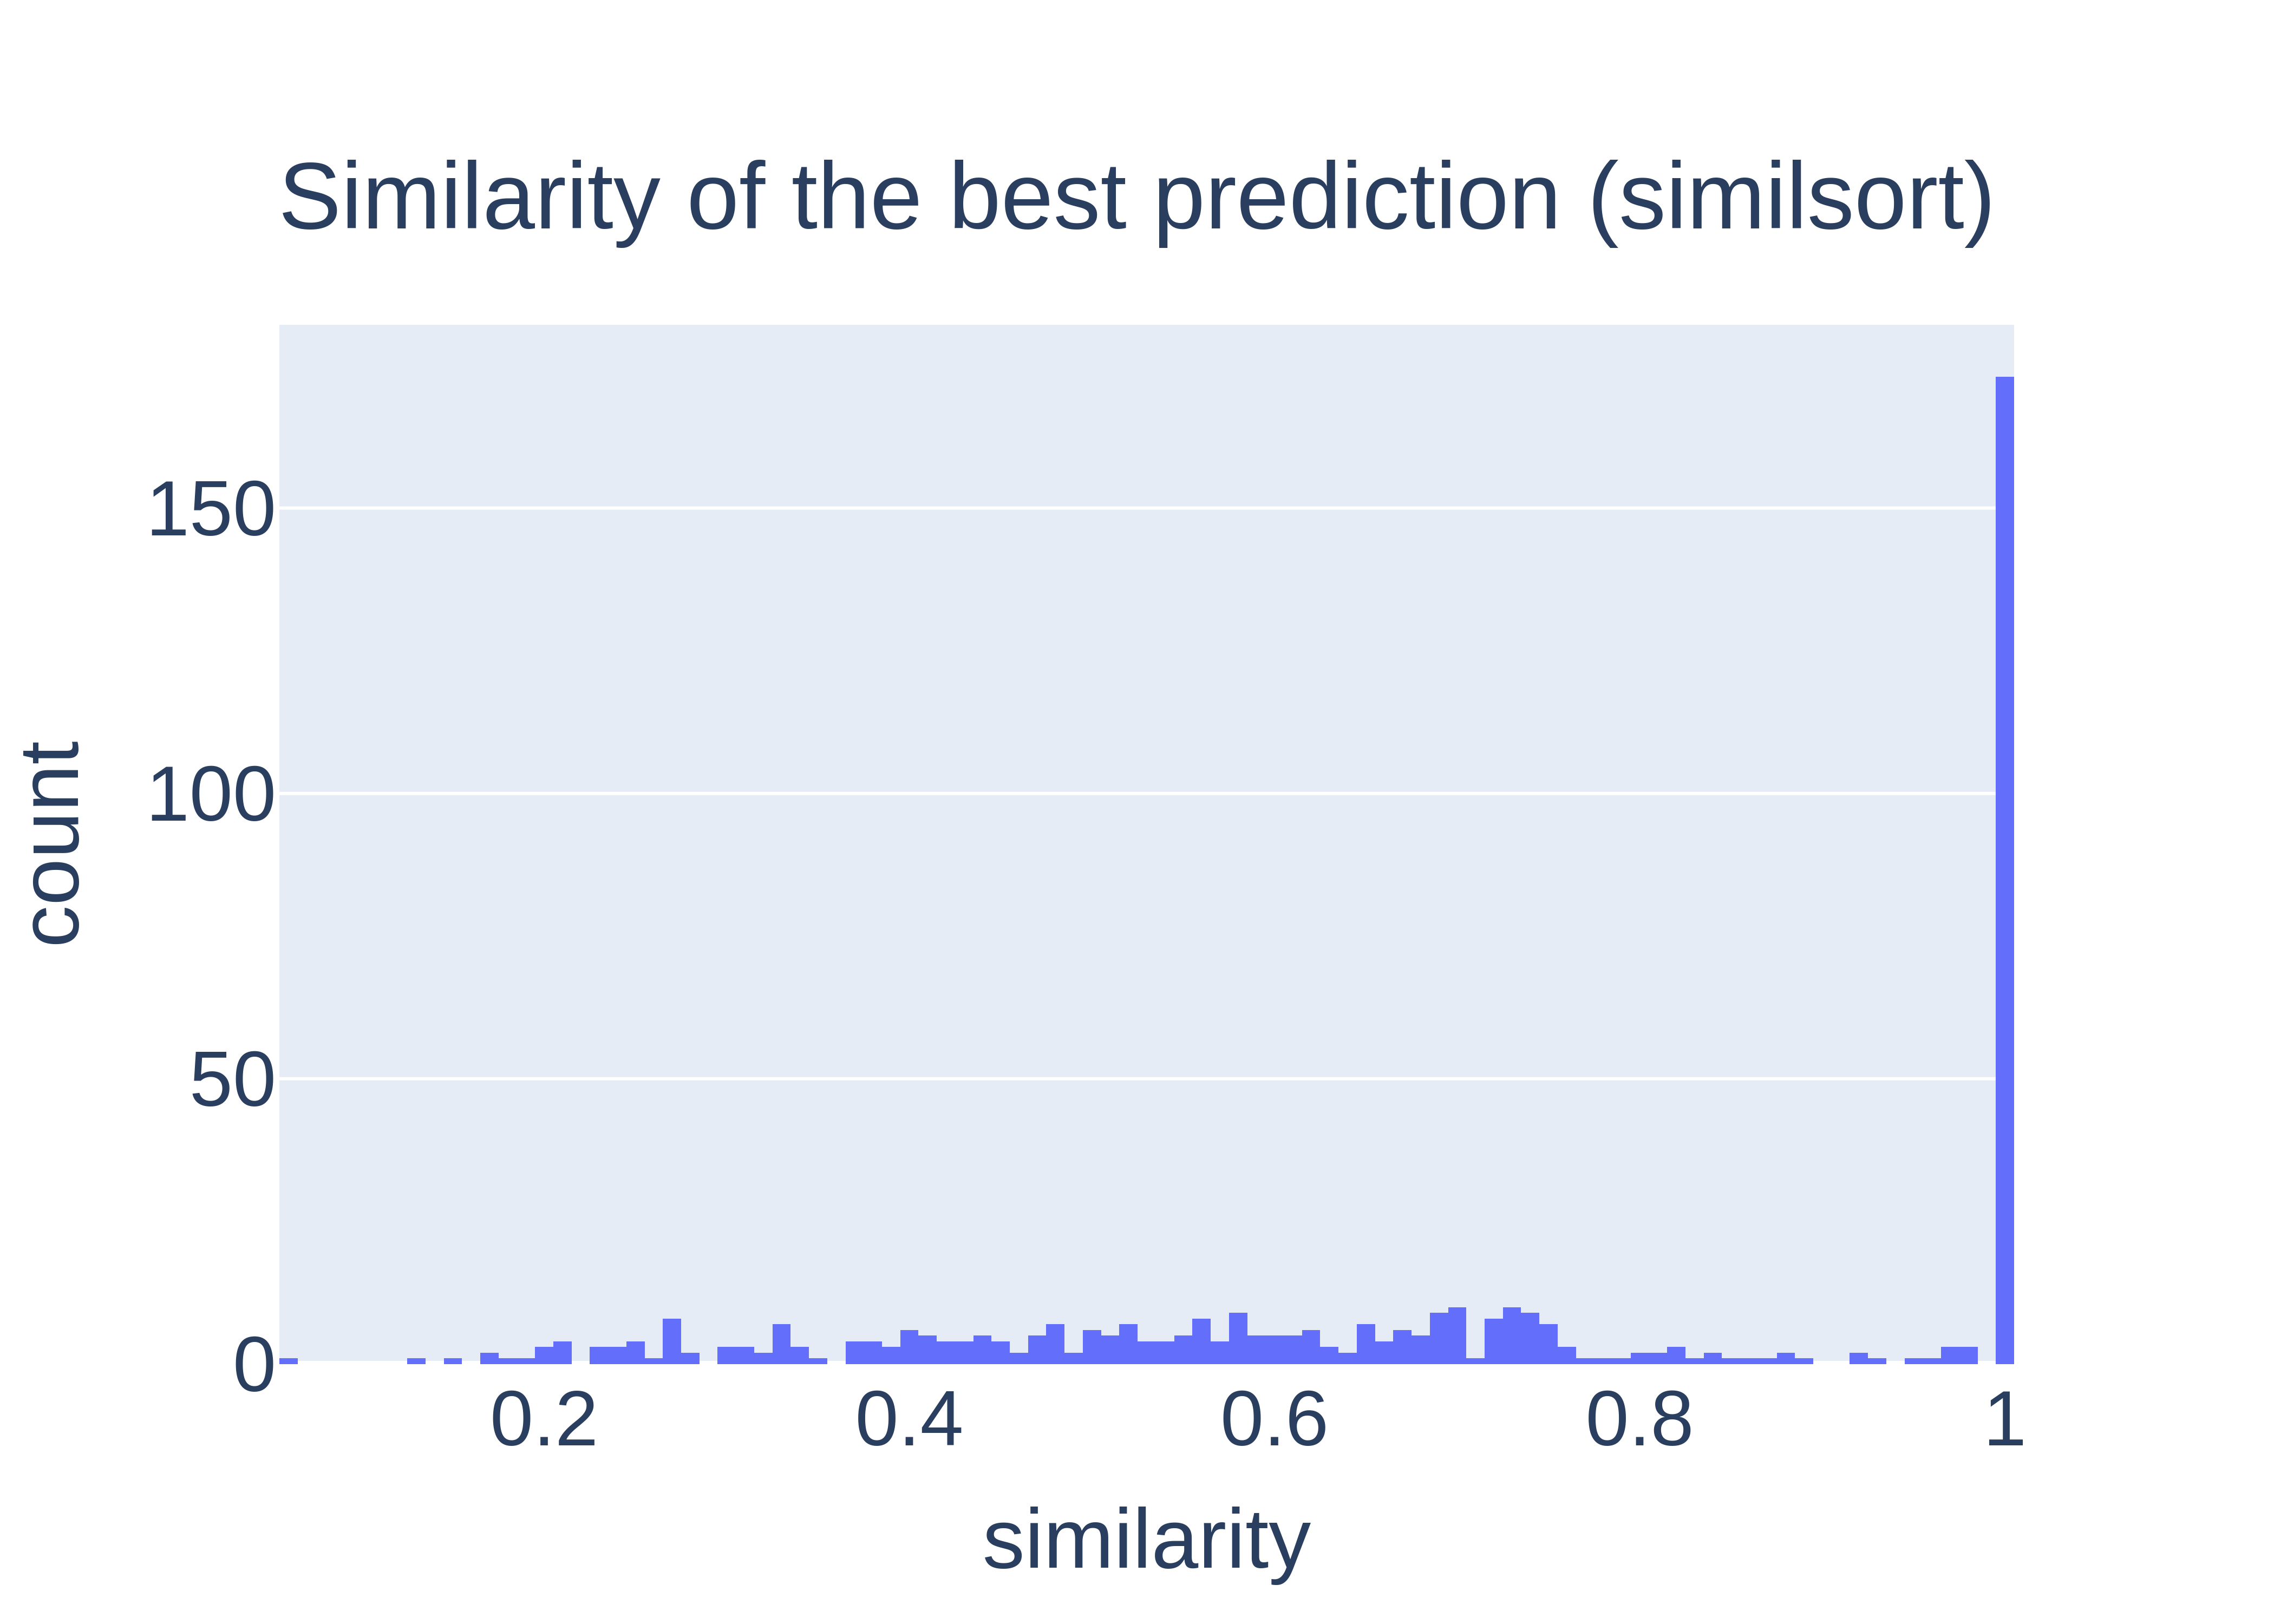 Similarity of the best prediction (similsort)
150
100
50
0
count
0.2 0.4 0.6 0.8 1
similarity